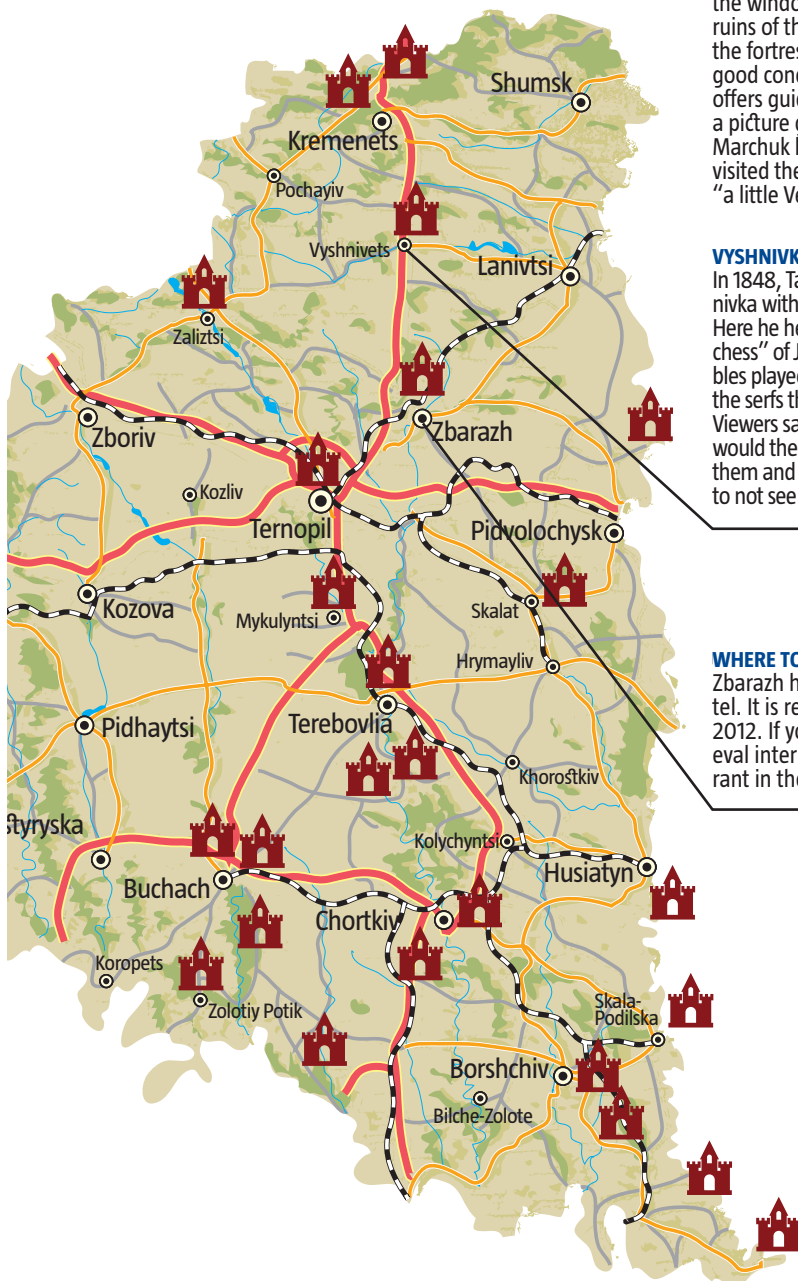 the windo
ruins of th
the fortres
good cond
offers guid
a picture g
Marchuk h
visited the
“a little Ve
VYSHNIVK
In 1848, Ta
nivka with
Here he he
chess” of J
bles played
the serfs th
Viewers sa
would the
them and
to not see
WHERE TO
Zbarazh h
tel. It is re
2012. If yo
eval inter
rant in the
Shumsk
Kremenets
Pochayiv
Vyshnivets
Lanivtsi
Zaliztsi
Zboriv
Zbarazh
Kozliv
Ternopil
Pidvolochysk
Kozova
Mykulyntsi
Skalat
Hrymayliv
Pidhaytsi
Terebovlia
Khorostkiv
styryska
Kolychyntsi
Husiatyn
Buchach
Chortkiv
Koropets
Zolotiy Potik
Skala-
Podilska
Borshchiv
Bilche-Zolote